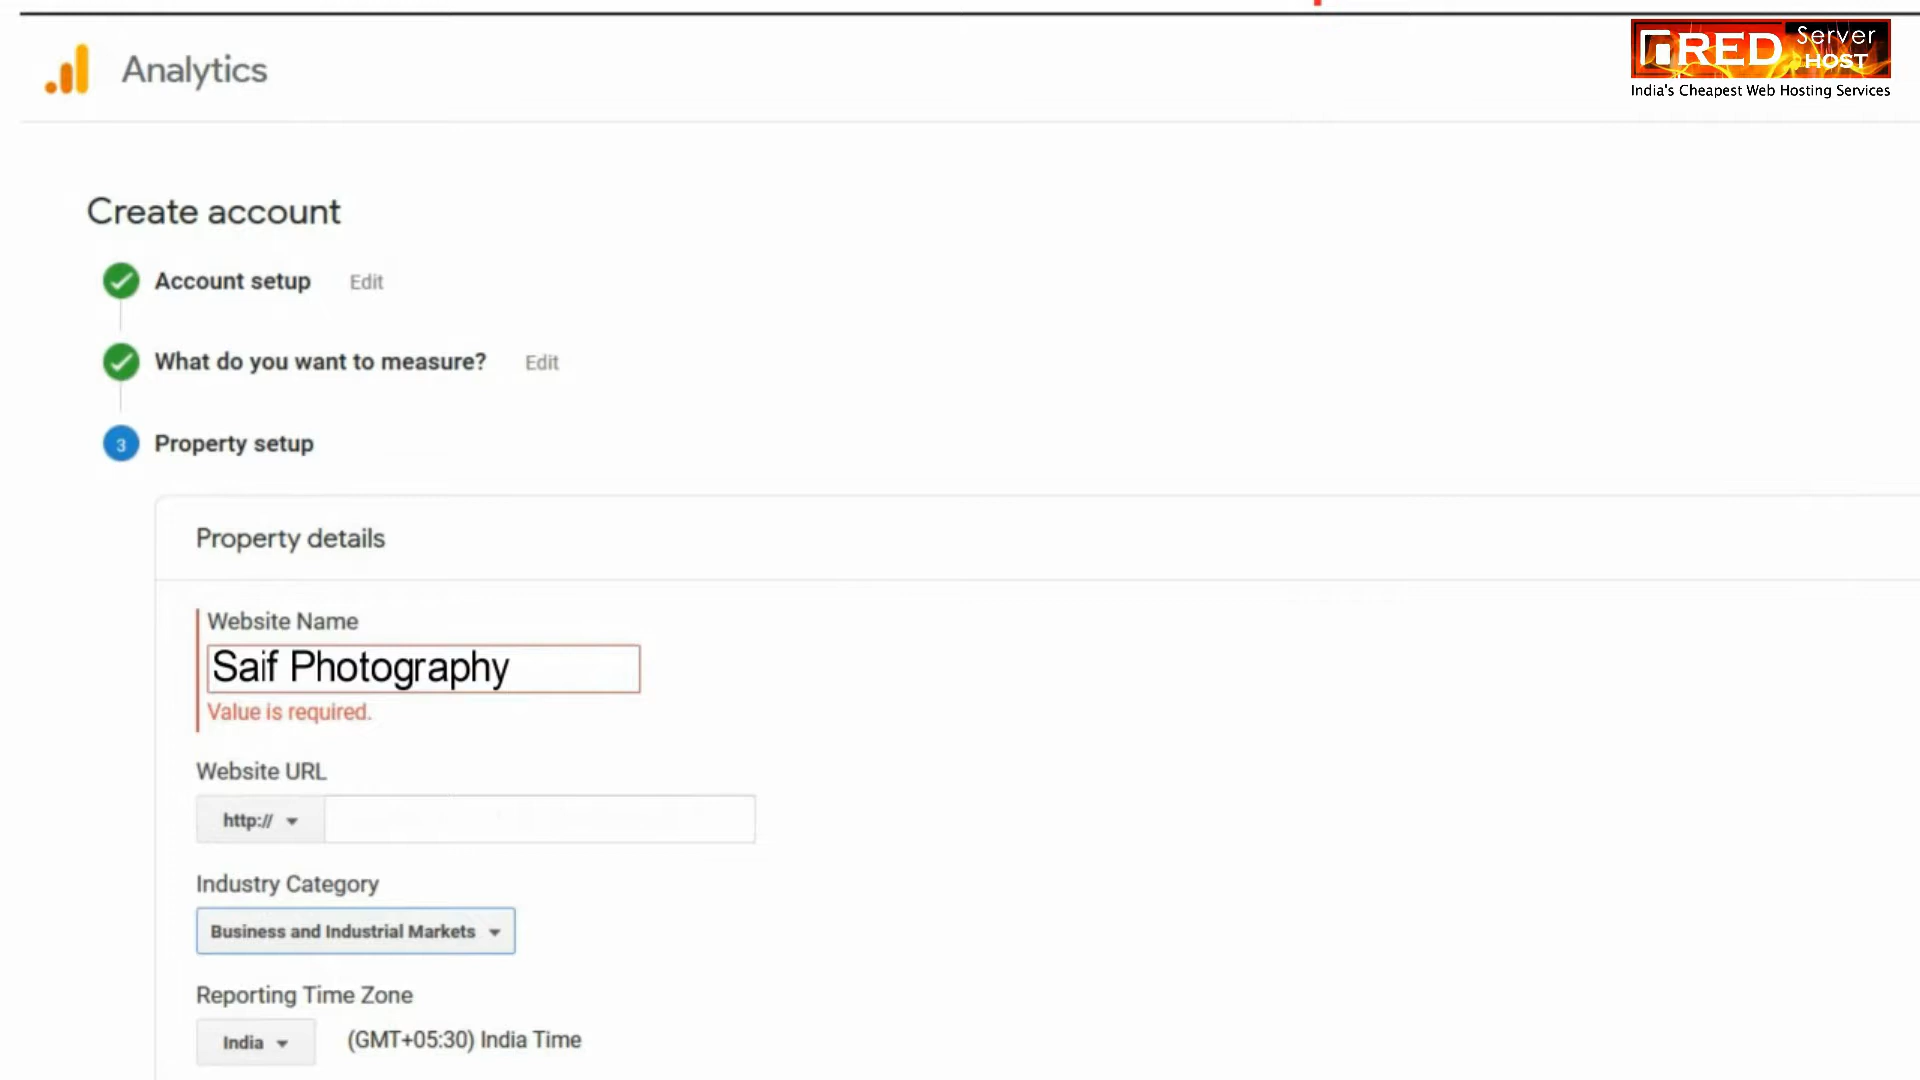 Analytics
RED Server HOST
India's Cheapest Web Hosting Services
Create account
Account setup Edit
What do you want to measure? Edit
3 Property setup
Property details
Website Name
Saif Photography
Value is required.
Website URL
http://
Industry Category
Business and Industrial Markets
Reporting Time Zone
India (GMT+05:30) India Time